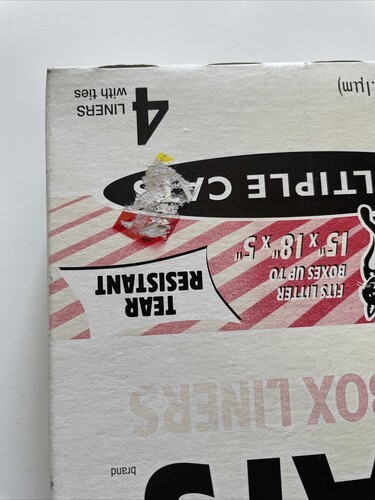 brand
BOX LINERS
FITS LITTER
BOXES UP TO
15" x 18" x 5"
TEAR
RESISTANT
LTIPLE CA
4 LINERS
with ties